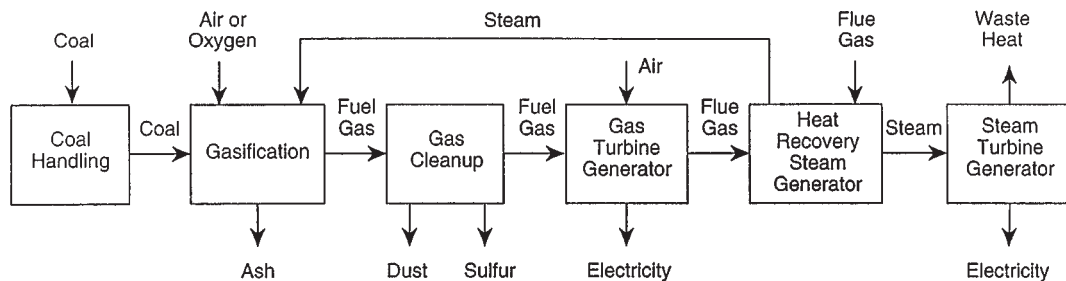 Coal
Air or
Oxygen
Steam
Air
Flue
Gas
Waste
Heat
Coal
Handling
Coal
Gasification
Fuel
Gas
Gas
Cleanup
Fuel
Gas
Gas
Turbine
Generator
Flue
Gas
Heat
Recovery
Steam
Generator
Steam
Steam
Turbine
Generator
Ash
Dust
Sulfur
Electricity
Electricity